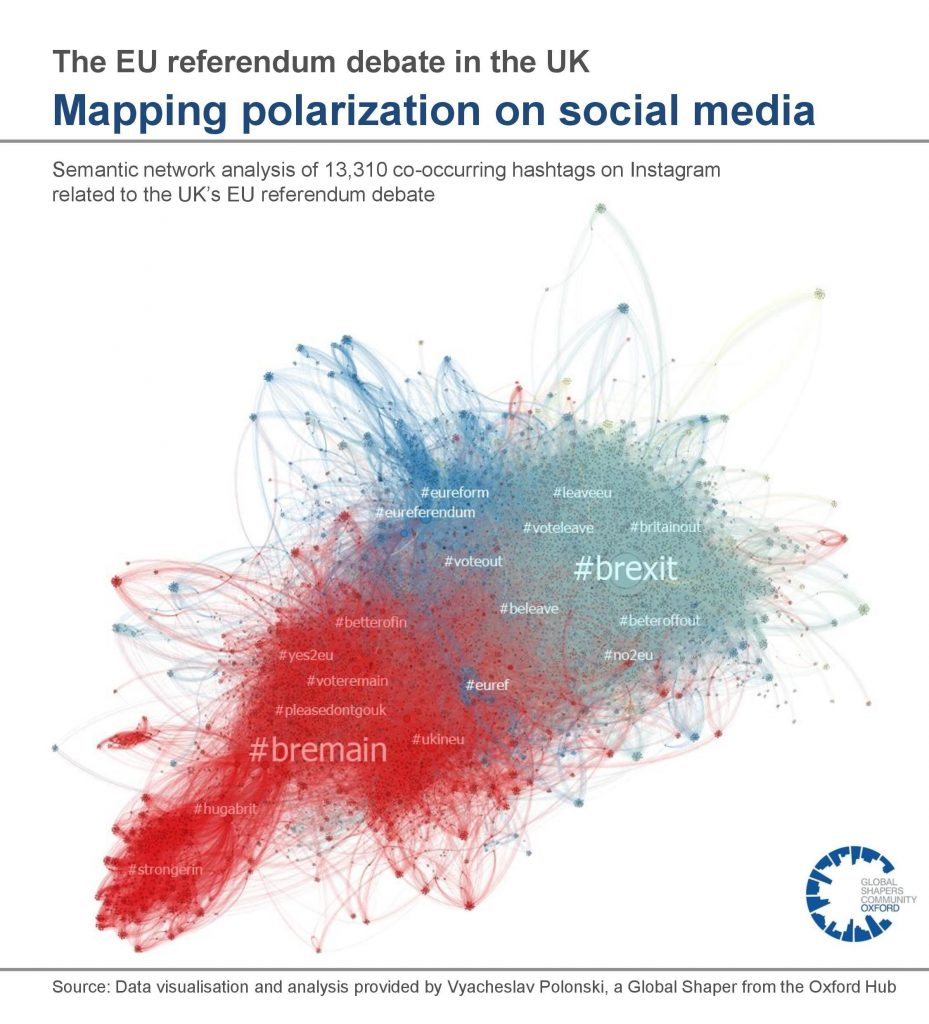 The EU referendum debate in the UK
Mapping polarization on social media
Semantic network analysis of 13,310 co-occurring hashtags on Instagram
related to the UK's EU referendum debate
#eureform
#leaveeu
#eureferendum
#voteleave
#britainout
#voteout
#brexit
#beleave
#betterofin
#beteroffout
#yes2eu
#no2eu
#voteremain
#euref
#pleasedontgouk
#bremain
#ukineu
#hugabrit
#strongerin
GLOBAL
SHAPERS
COMMUNITY
OXFORD
Source: Data visualisation and analysis provided by Vyacheslav Polonski, a Global Shaper from the Oxford Hub